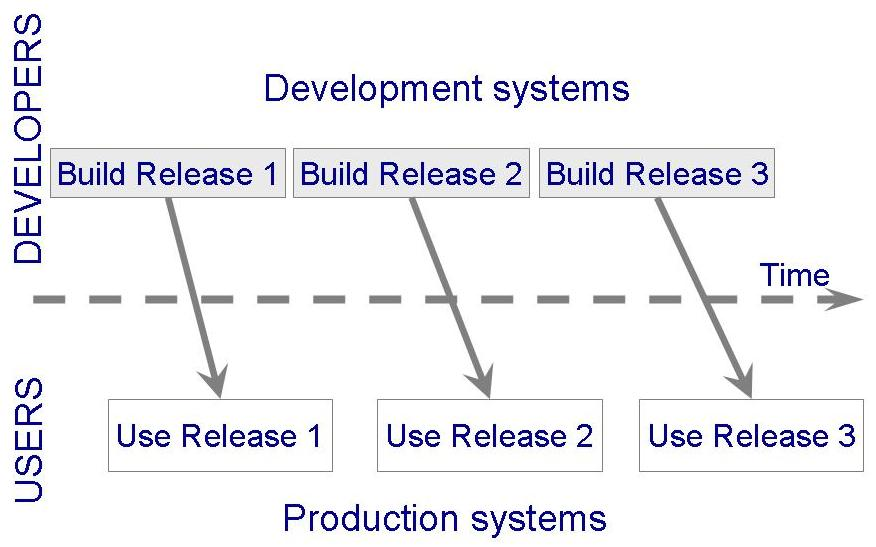 DEVELOPERS
Development systems
Build Release 1
Build Release 2
Build Release 3
Time
USERS
Use Release 1
Use Release 2
Use Release 3
Production systems